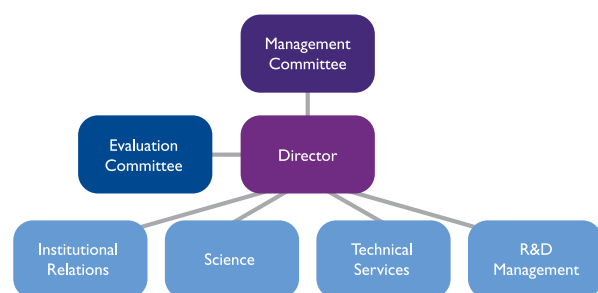 Management
Committee
Evaluation
Committee
Director
Institutional
Relations
Science
Technical
Services
R&D
Management